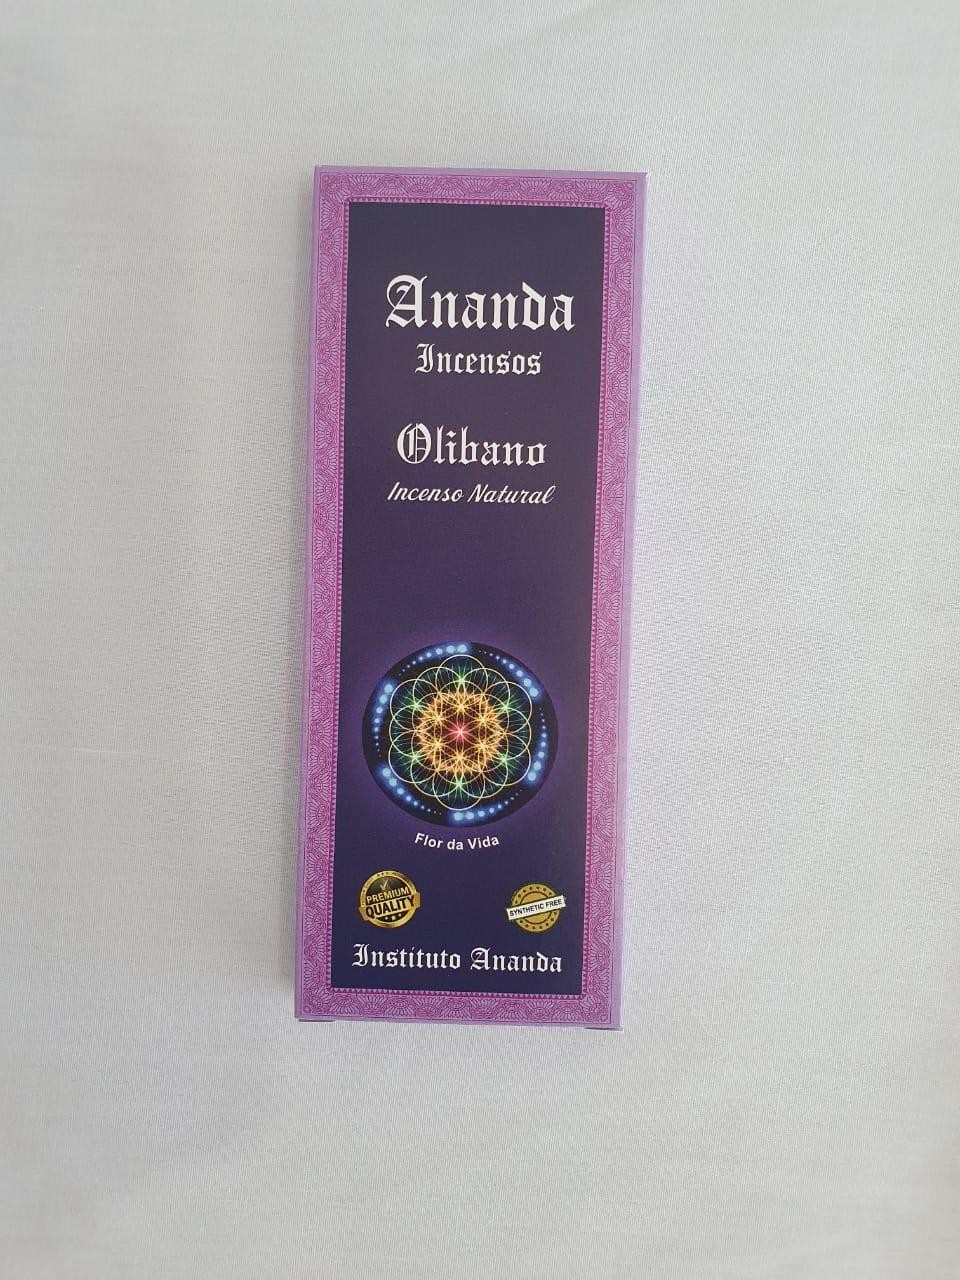 Ananda
Incensos
Olibano
Incenso Natural
Flor da Vida
PREMIUM
QUALITY
SYNTHETIC FREE
Instituto Ananda